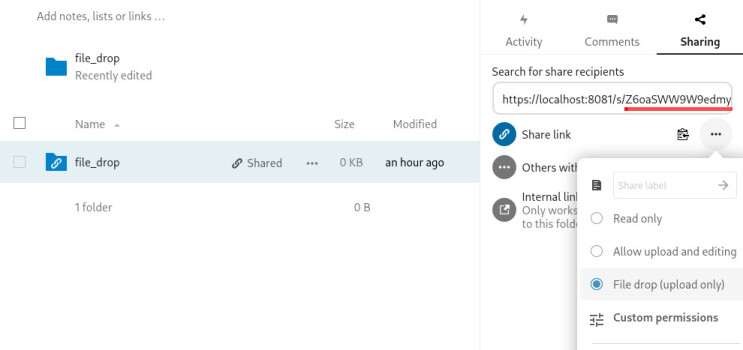 Add notes, lists or links ...
file_drop
Recently edited
Name
Size
Modified
file_drop
Shared
0 KB
an hour ago
1 folder
0 B
Activity
Comments
Sharing
Search for share recipients
https://localhost:8081/s/Z6oaSWW9W9edmy
Share link
Others with
Internal lin
Only works
to this folde
Share label
Read only
Allow upload and editing
File drop (upload only)
Custom permissions